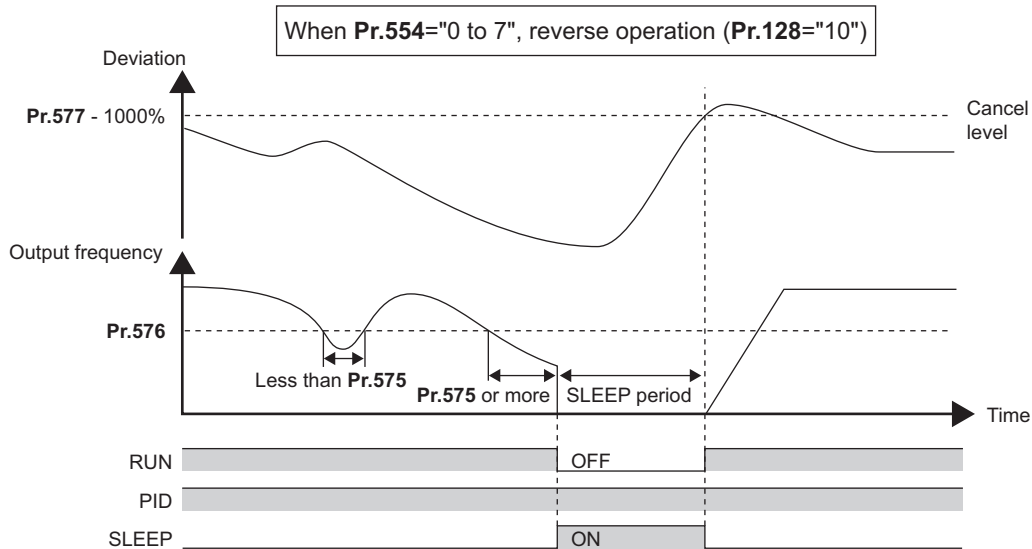 When Pr.554="0 to 7", reverse operation (Pr.128="10")
Deviation
Pr.577 - 1000%
Cancel
level
Output frequency
Pr.576
Less than Pr.575
Pr.575 or more
SLEEP period
Time
RUN
OFF
PID
SLEEP
ON